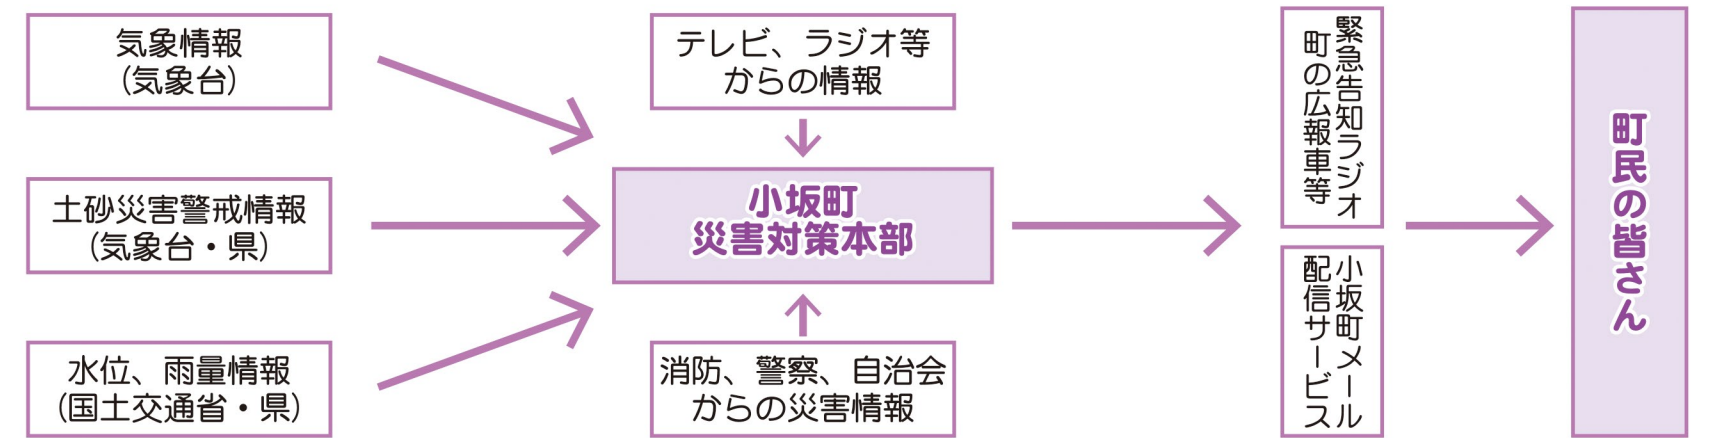 気象情報
(気象台)
土砂災害警戒情報
(気象台・県)
水位、雨量情報
(国土交通省・県)
テレビ、ラジオ等
からの情報
小坂町
災害対策本部
消防、警察、自治会
からの災害情報
緊急告知ラジオ
町の広報車等
小坂町メール
配信サービス
町民の皆さん